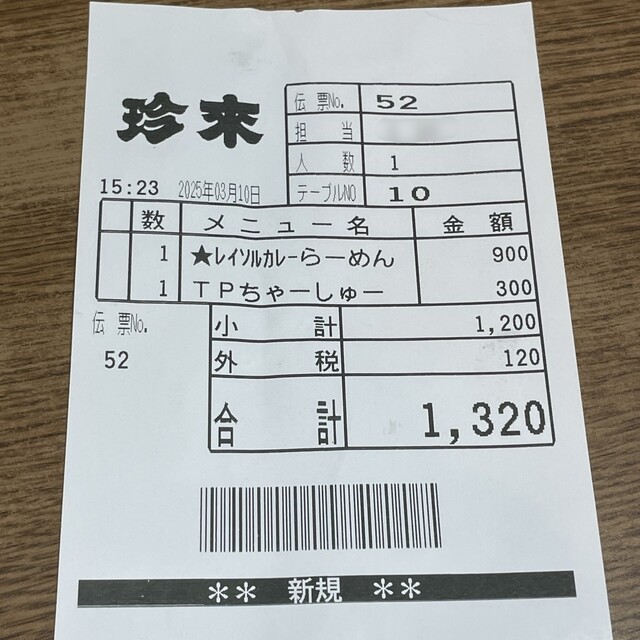 珍來
伝票No. 52
担当
人数 1
テーブルNO 10
15:23 2025年03月10日
数 メニュー名 金額
1 ★ﾚｲｿﾙｶﾚｰらーめん 900
1 ＴＰちゃーしゅー 300
伝票No.
52
小計 1,200
外税 120
合計 1,320
＊＊ 新規 ＊＊